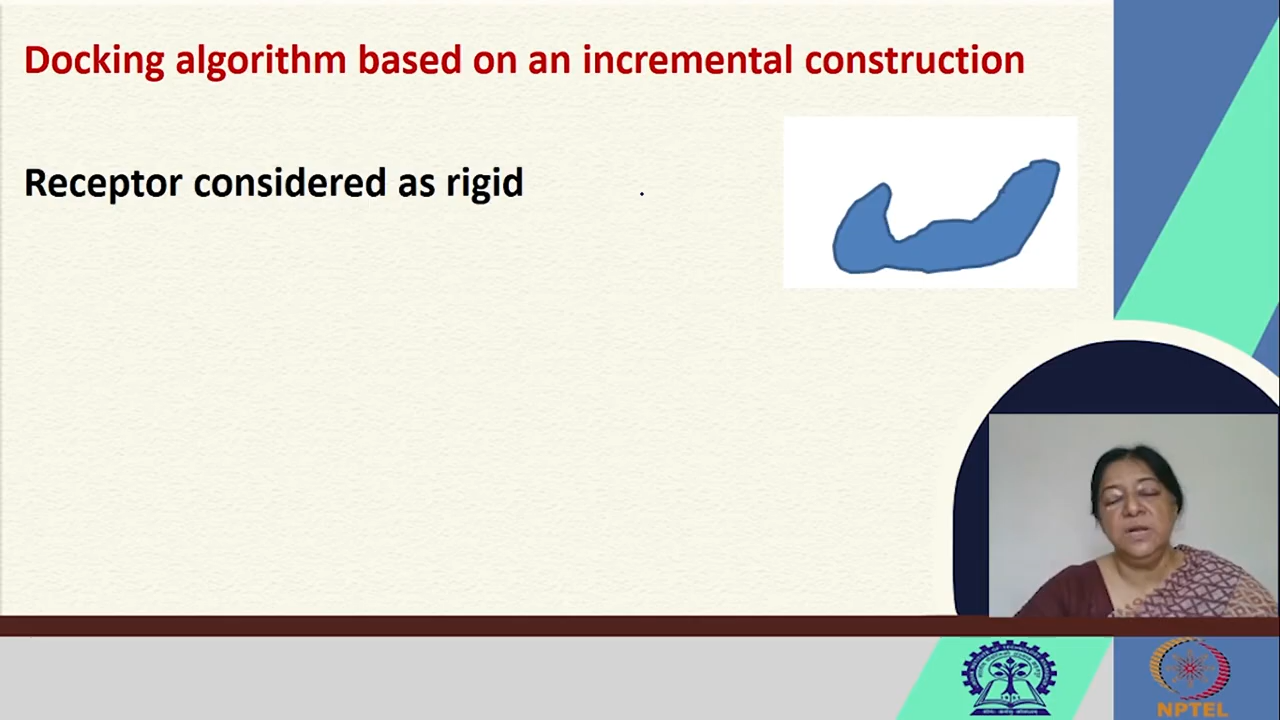 Docking algorithm based on an incremental construction
Receptor considered as rigid
NPTEL